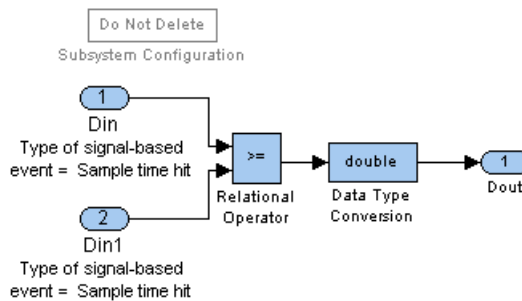 Do Not Delete
Subsystem Configuration
1
Din
Type of signal-based
event = Sample time hit
2
Din1
Type of signal-based
event = Sample time hit
>=
Relational
Operator
double
Data Type
Conversion
1
Dout